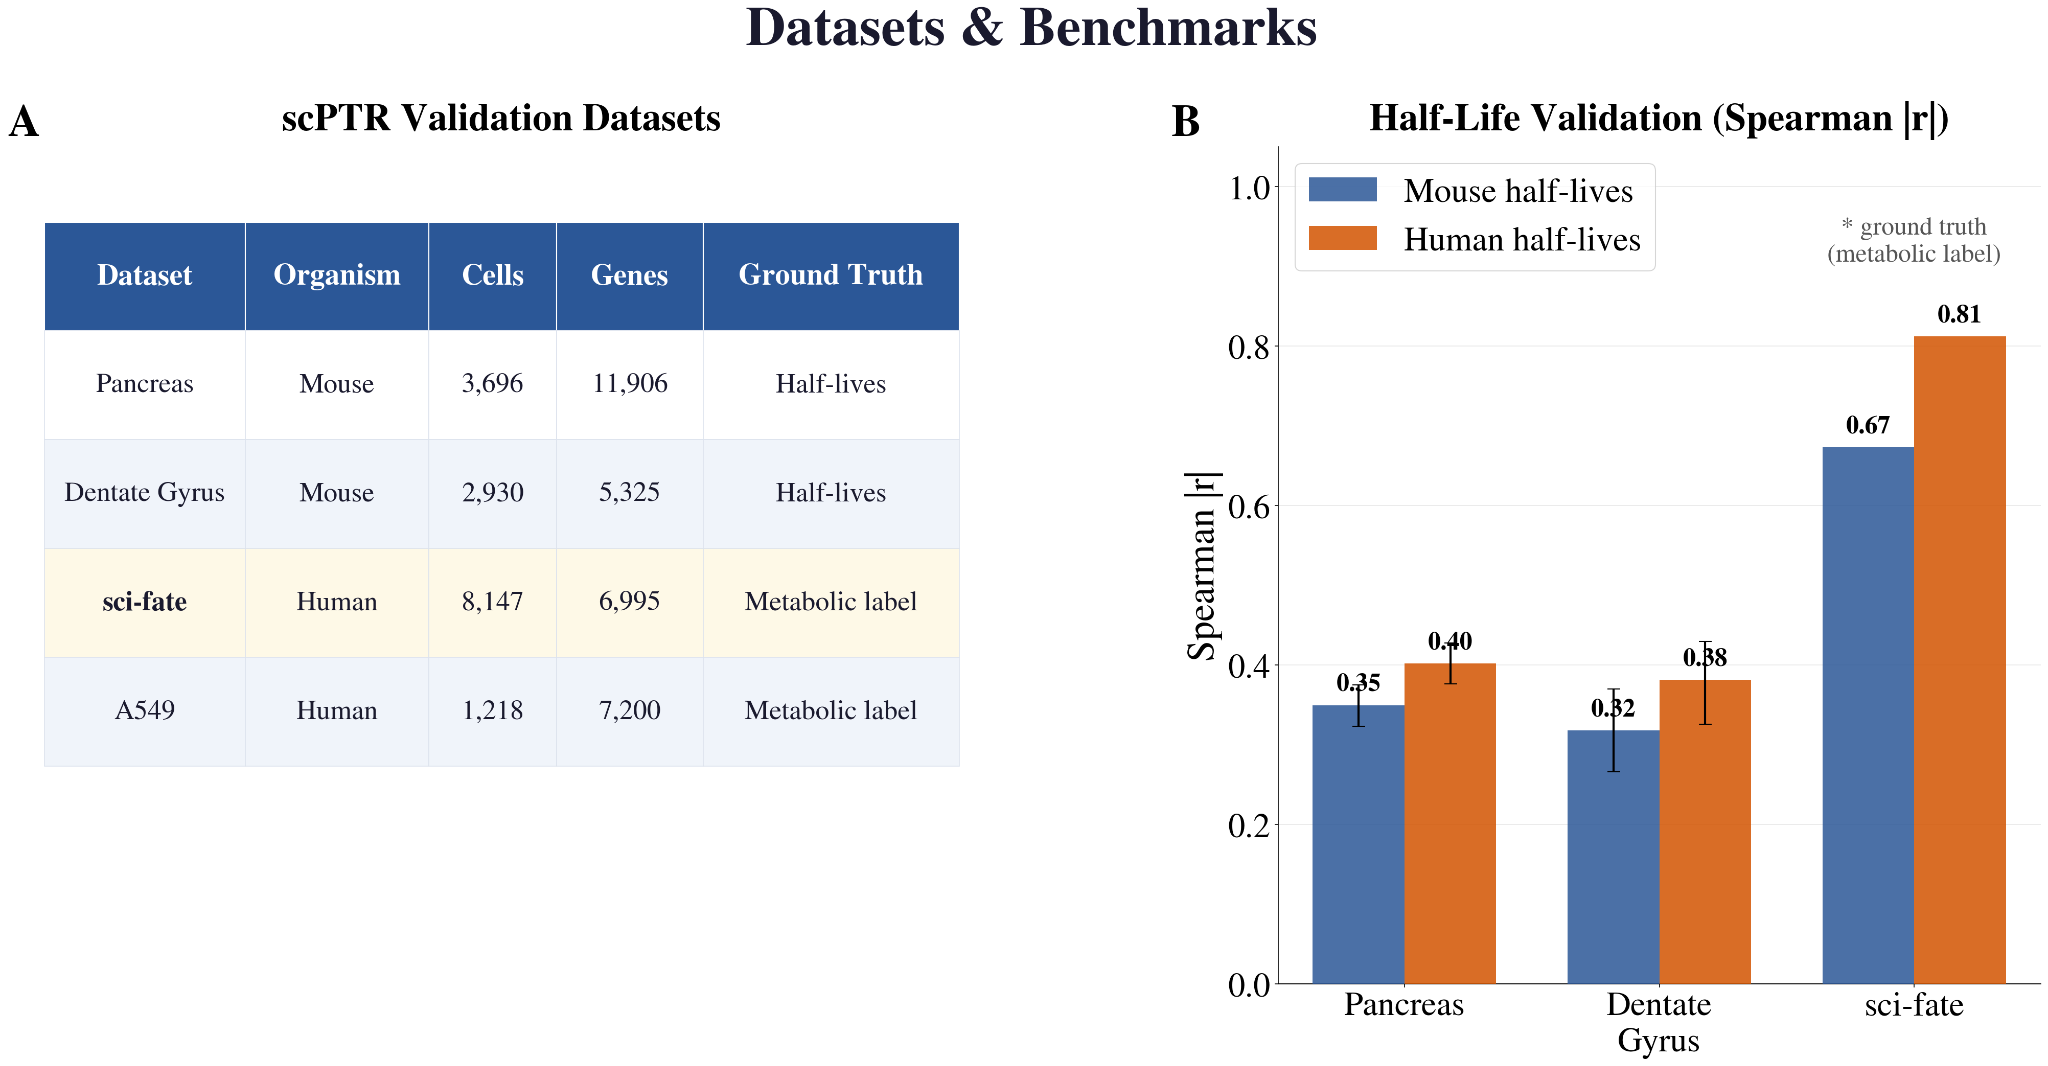 Datasets & Benchmarks
A
scPTR Validation Datasets
Dataset Organism Cells Genes Ground Truth
Pancreas Mouse 3,696 11,906 Half-lives
Dentate Gyrus Mouse 2,930 5,325 Half-lives
sci-fate Human 8,147 6,995 Metabolic label
A549 Human 1,218 7,200 Metabolic label
B
Half-Life Validation (Spearman |r|)
Mouse half-lives
Human half-lives
* ground truth
(metabolic label)
Spearman |r|
1.0
0.8
0.6
0.4
0.2
0.0
0.35
0.40
0.32
0.38
0.67
0.81
Pancreas
Dentate
Gyrus
sci-fate